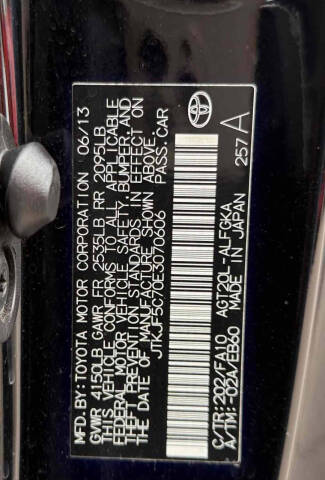 MFD.BY:TOYOTA MOTOR CORPORATION 06/13
GVWR 4150LB GAWR FR 2535LB RR 2095LB
THIS VEHICLE CONFORMS TO ALL APPLICABLE
FEDERAL MOTOR VEHICLE SAFETY, BUMPER, AND
THEFT PREVENTION STANDARDS IN EFFECT ON THE
DATE OF MANUFACTURE SHOWN ABOVE.
JTKJF5C70E3070606 PASS.CAR
C/TR:202/FA10 AGT20L-ALFGKA
A/TM:-02A/EB60 MADE IN JAPAN
257A